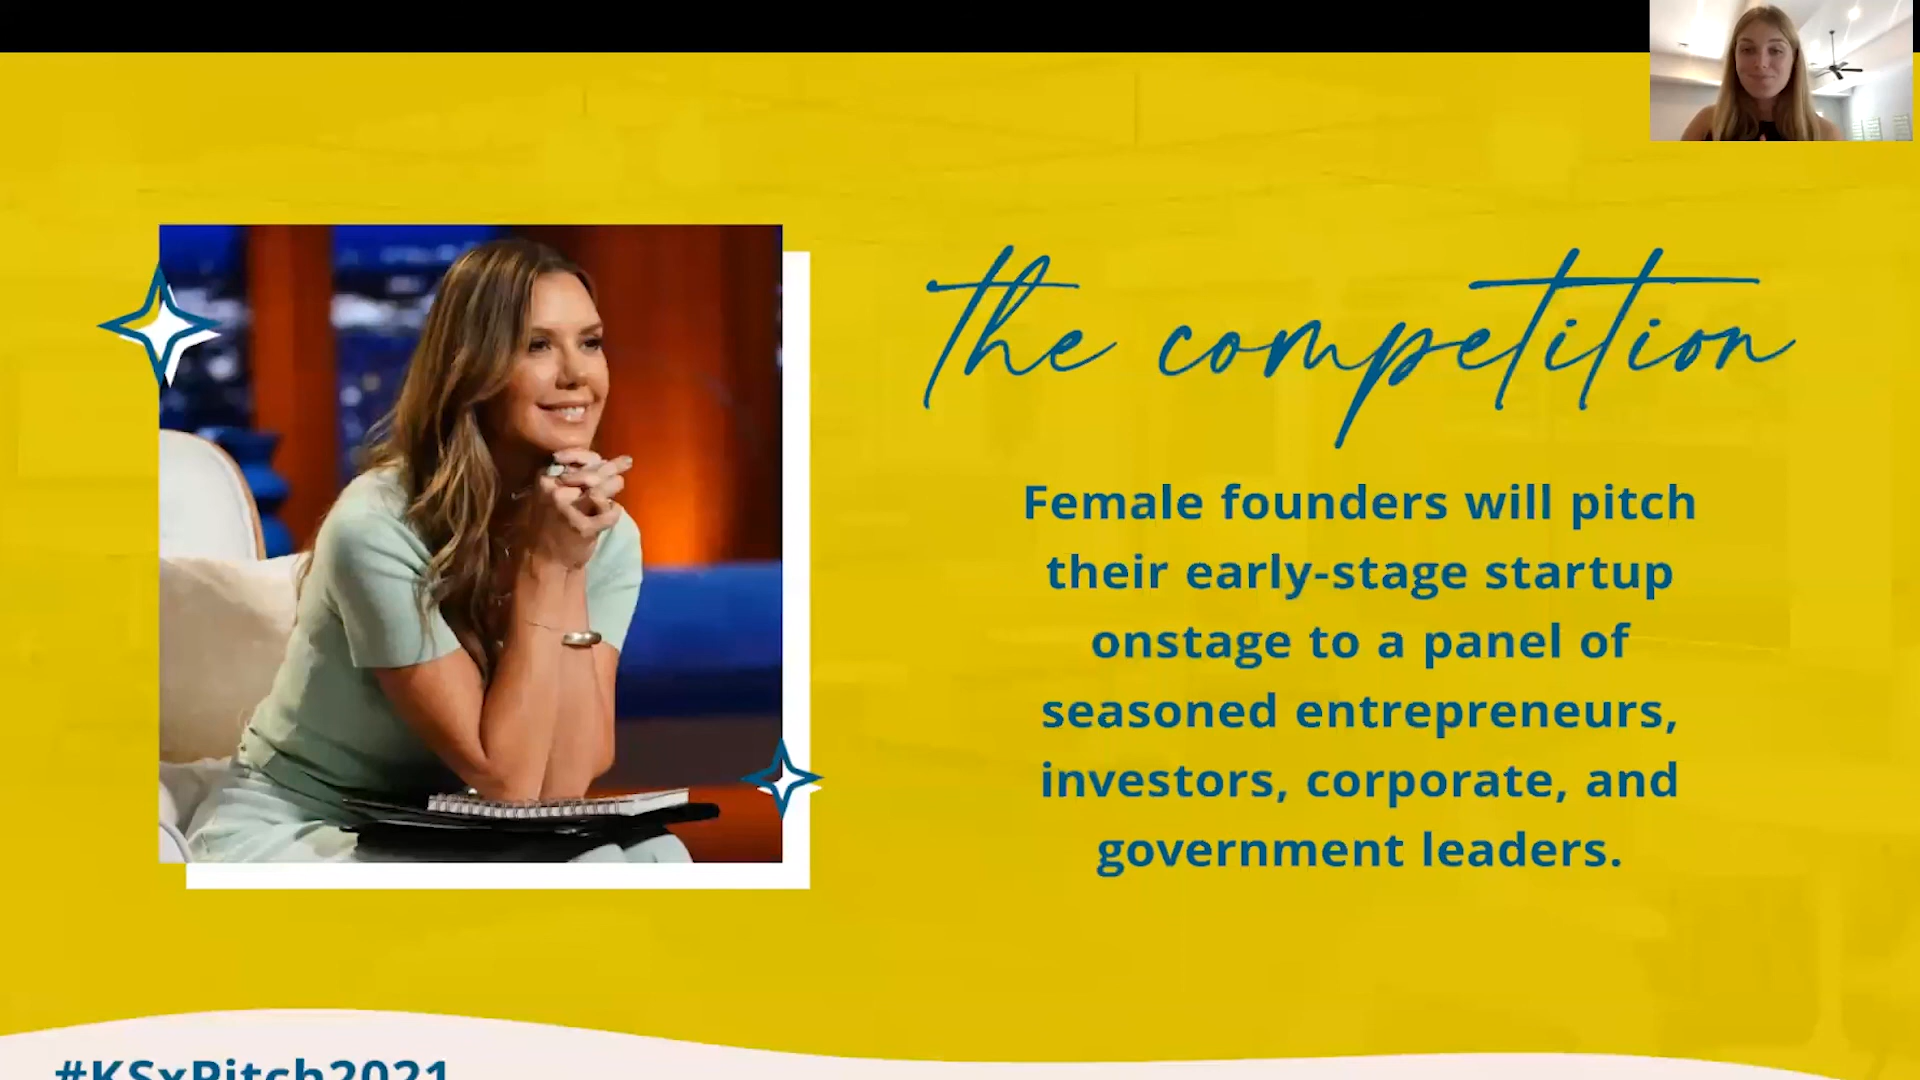 the competition
Female founders will pitch
their early-stage startup
onstage to a panel of
seasoned entrepreneurs,
investors, corporate, and
government leaders.
#KSxPitch2021